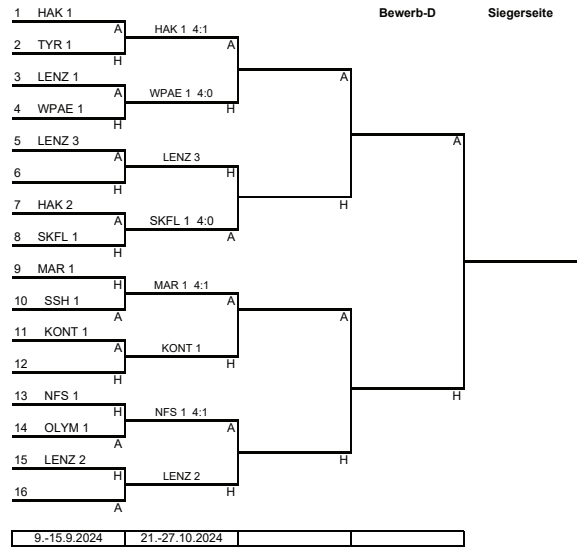 Bewerb-D Siegerseite
1 HAK 1
A HAK 1 4:1
2 TYR 1 A
H
3 LENZ 1 A
A WPAE 1 4:0
4 WPAE 1 H
H
5 LENZ 3 A
A LENZ 3
6 H
H
7 HAK 2 H
A SKFL 1 4:0
8 SKFL 1 A
H
9 MAR 1
H MAR 1 4:1
10 SSH 1 A
A
11 KONT 1 A
A KONT 1
12 H
H
13 NFS 1 H
H NFS 1 4:1
14 OLYM 1 A
A
15 LENZ 2 H
H LENZ 2
16 H
A
9.-15.9.2024 21.-27.10.2024